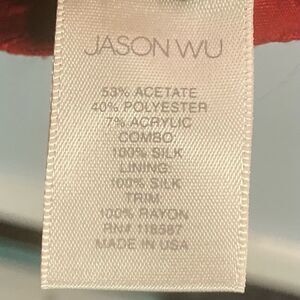 JASON WU
53% ACETATE
40% POLYESTER
7% ACRYLIC
COMBO
100% SILK
LINING:
100% SILK
TRIM
100% RAYON
RN# 118587
MADE IN USA